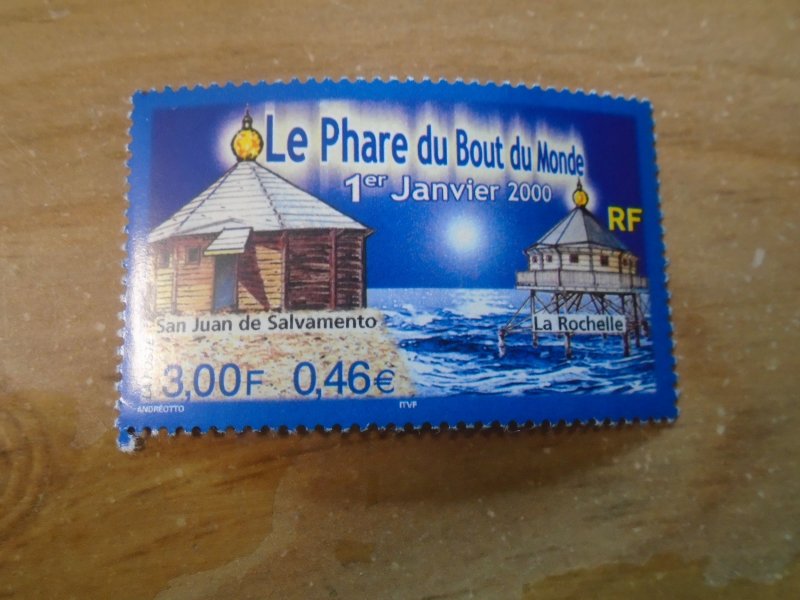 Le Phare du Bout du Monde
1er Janvier 2000
RF
San Juan de Salvamento
La Rochelle
3,00F 0,46€
ANDRÉOTTO
ITVF